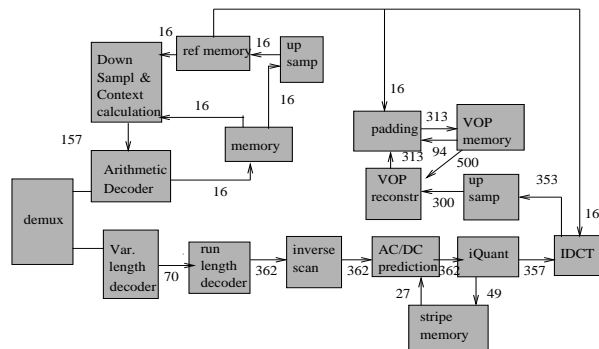 16
16
16
ref memory
up
samp
Down
Sampl &
Context
calculation
16
16
16
157
memory
padding
313
VOP
memory
94
313
500
Arithmetic
Decoder
16
VOP
reconstr
300
up
samp
353
demux
16
Var.
length
decoder
70
run
length
decoder
362
inverse
scan
362
AC/DC
prediction
362
iQuant
357
IDCT
27
49
stripe
memory